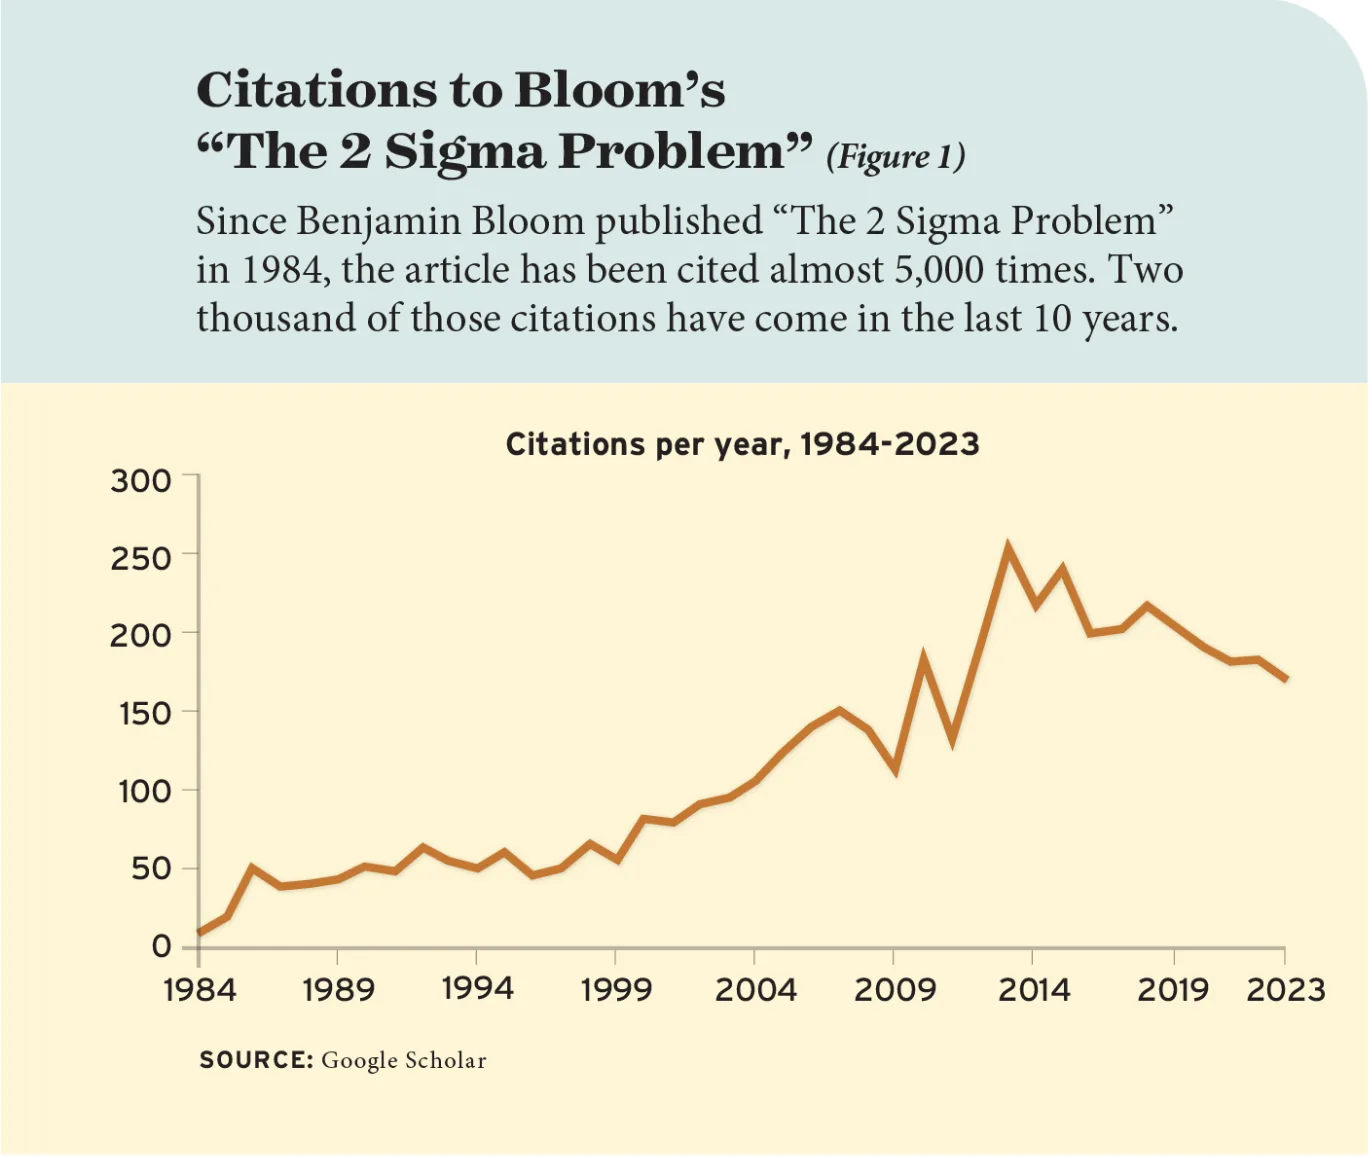 Citations to Bloom’s
“The 2 Sigma Problem” (Figure 1)
Since Benjamin Bloom published “The 2 Sigma Problem”
in 1984, the article has been cited almost 5,000 times. Two
thousand of those citations have come in the last 10 years.
Citations per year, 1984-2023
300
250
200
150
100
50
0
1984 1989 1994 1999 2004 2009 2014 2019 2023
SOURCE: Google Scholar